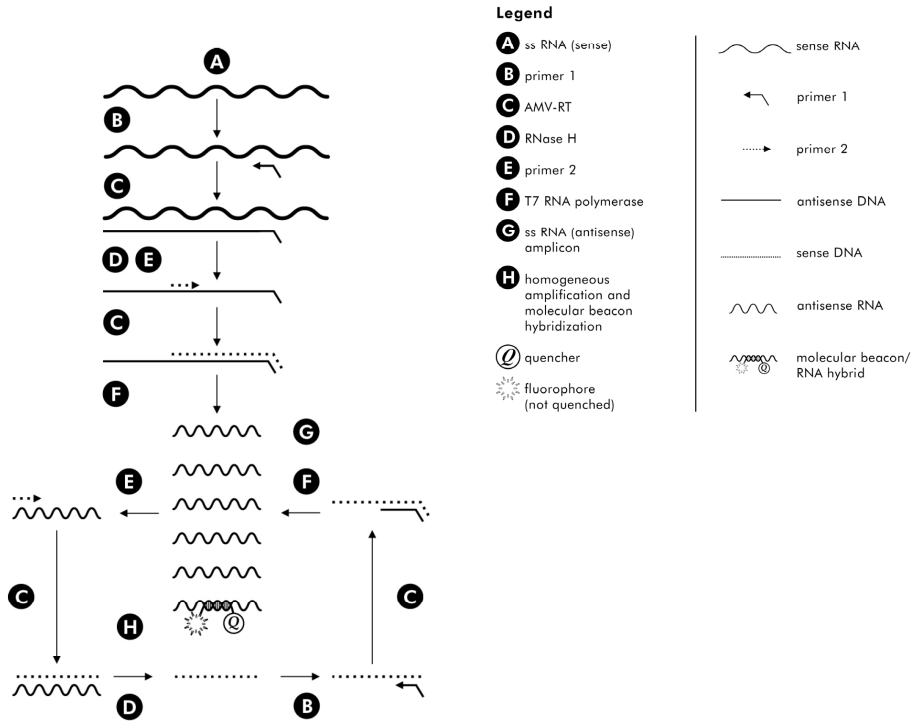 A
B
C
D E
C
F
G
E
F
C
C
H
Q
D
B
Legend
A ss RNA (sense)
B primer 1
C AMV-RT
D RNase H
E primer 2
F T7 RNA polymerase
G ss RNA (antisense)
amplicon
H homogeneous
amplification and
molecular beacon
hybridization
Q quencher
fluorophore
(not quenched)
sense RNA
primer 1
primer 2
antisense DNA
sense DNA
antisense RNA
Q
molecular beacon/
RNA hybrid